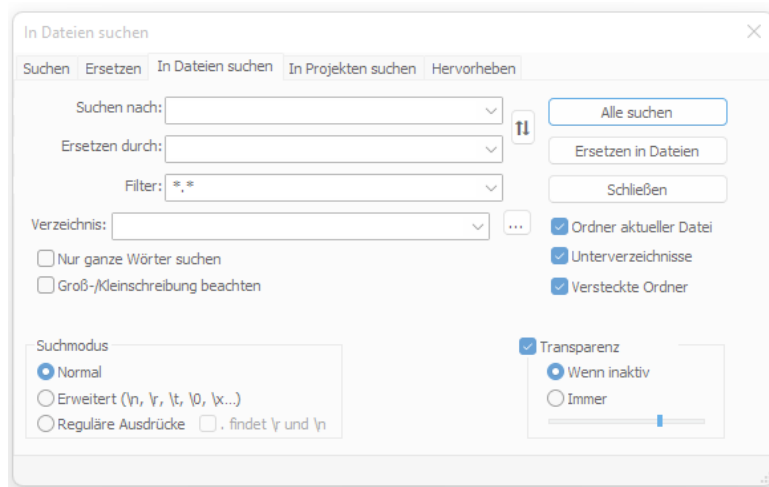 In Dateien suchen
Suchen Ersetzen In Dateien suchen In Projekten suchen Hervorheben
Suchen nach:
Alle suchen
Ersetzen durch:
Ersetzen in Dateien
Filter: *.*
Schließen
Verzeichnis:
...
Ordner aktueller Datei
Nur ganze Wörter suchen
Unterverzeichnisse
Groß-/Kleinschreibung beachten
Versteckte Ordner
Suchmodus
Normal
Erweitert (\n, \r, \t, \0, \x...)
Reguläre Ausdrücke . findet \r und \n
Transparenz
Wenn inaktiv
Immer